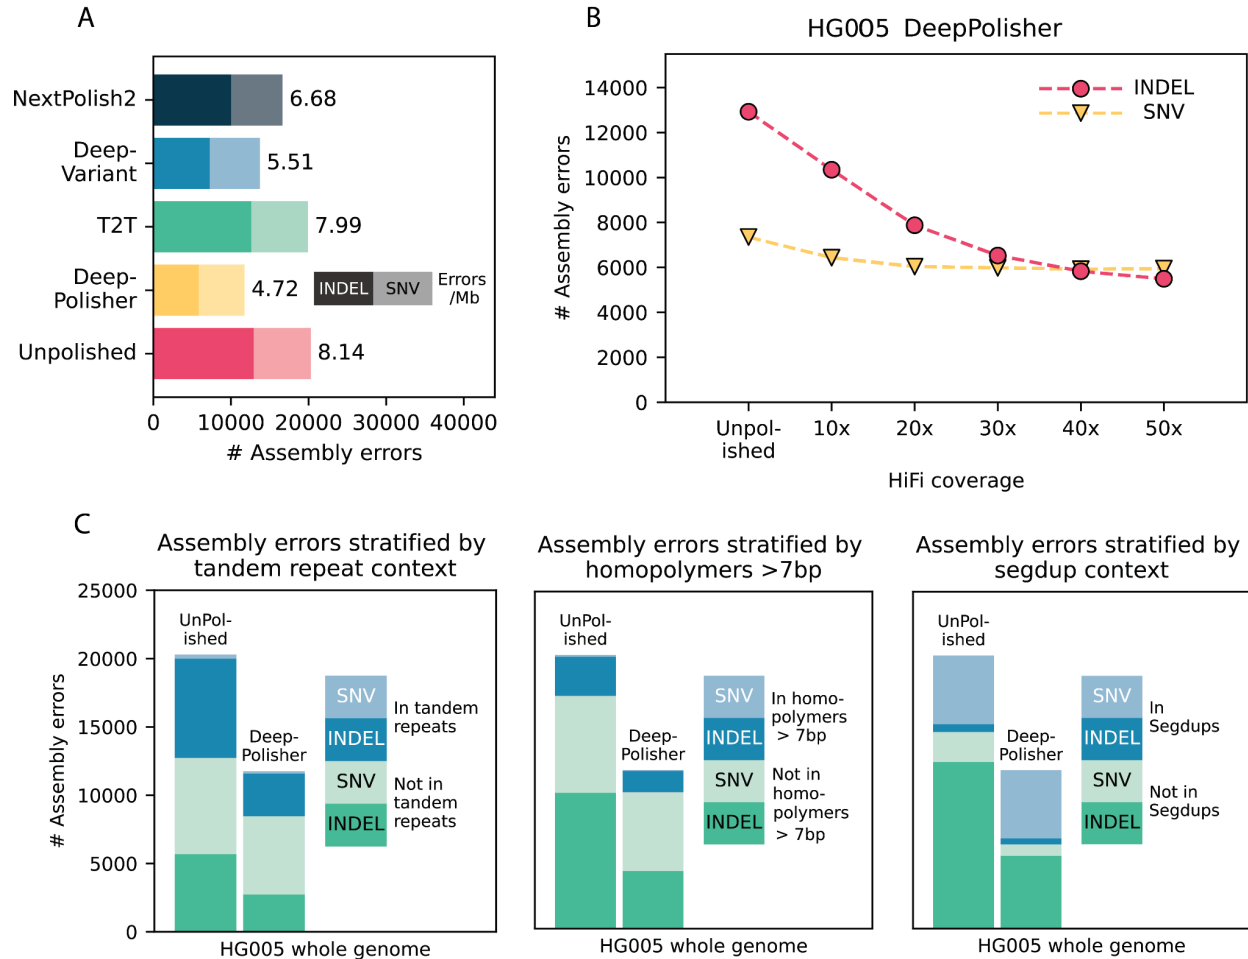 A
NextPolish2
6.68
Deep-
Variant
5.51
T2T
7.99
Deep-
Polisher
4.72
INDEL
SNV
Errors
/Mb
Unpolished
8.14
0
10000
20000
30000
40000
# Assembly errors
B
HG005 DeepPolisher
INDEL
SNV
# Assembly errors
14000
12000
10000
8000
6000
4000
2000
0
Unpol-
ished
10x
20x
30x
40x
50x
HiFi coverage
C
Assembly errors stratified by
tandem repeat context
# Assembly errors
25000
20000
15000
10000
5000
0
UnPol-
ished
Deep-
Polisher
SNV
INDEL
In tandem
repeats
SNV
INDEL
Not in
tandem
repeats
HG005 whole genome
Assembly errors stratified by
homopolymers >7bp
UnPol-
ished
Deep-
Polisher
SNV
INDEL
In homo-
polymers
> 7bp
SNV
INDEL
Not in
homo-
polymers
> 7bp
HG005 whole genome
Assembly errors stratified by
segdup context
UnPol-
ished
Deep-
Polisher
SNV
INDEL
In
Segdups
SNV
INDEL
Not in
Segdups
HG005 whole genome